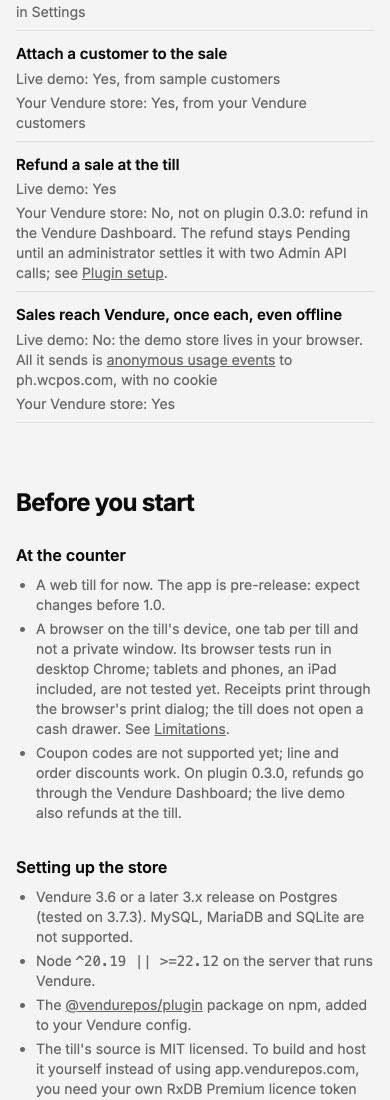 in Settings
Attach a customer to the sale
Live demo: Yes, from sample customers
Your Vendure store: Yes, from your Vendure
customers
Refund a sale at the till
Live demo: Yes
Your Vendure store: No, not on plugin 0.3.0: refund in
the Vendure Dashboard. The refund stays Pending
until an administrator settles it with two Admin API
calls; see Plugin setup.
Sales reach Vendure, once each, even offline
Live demo: No: the demo store lives in your browser.
All it sends is anonymous usage events to
ph.wcpos.com, with no cookie
Your Vendure store: Yes
Before you start
At the counter
• A web till for now. The app is pre-release: expect
changes before 1.0.
• A browser on the till's device, one tab per till and
not a private window. Its browser tests run in
desktop Chrome; tablets and phones, an iPad
included, are not tested yet. Receipts print through
the browser's print dialog; the till does not open a
cash drawer. See Limitations.
• Coupon codes are not supported yet; line and
order discounts work. On plugin 0.3.0, refunds go
through the Vendure Dashboard; the live demo
also refunds at the till.
Setting up the store
• Vendure 3.6 or a later 3.x release on Postgres
(tested on 3.7.3). MySQL, MariaDB and SQLite are
not supported.
• Node ^20.19 || >=22.12 on the server that runs
Vendure.
• The @vendurepos/plugin package on npm, added
to your Vendure config.
• The till's source is MIT licensed. To build and host
it yourself instead of using app.vendurepos.com,
you need your own RxDB Premium licence token